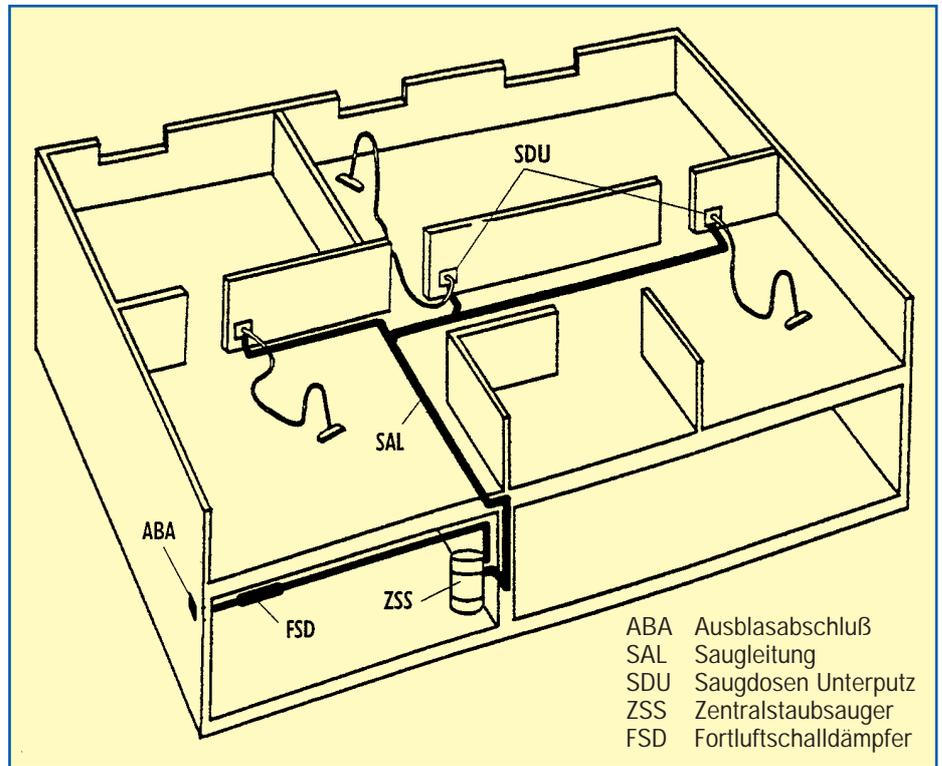 SDU
SAL
ABA
ZSS
FSD
ABA Ausblasabschluß
SAL Saugleitung
SDU Saugdosen Unterputz
ZSS Zentralstaubsauger
FSD Fortluftschalldämpfer